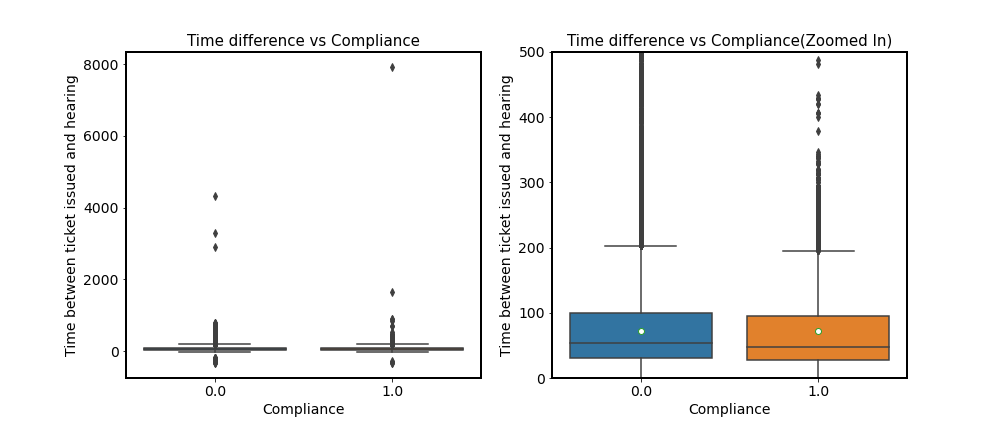 Time difference vs Compliance
Time between ticket issued and hearing
8000
6000
4000
2000
0
0.0
1.0
Compliance
Time difference vs Compliance(Zoomed In)
Time between ticket issued and hearing
500
400
300
200
100
0
0.0
1.0
Compliance